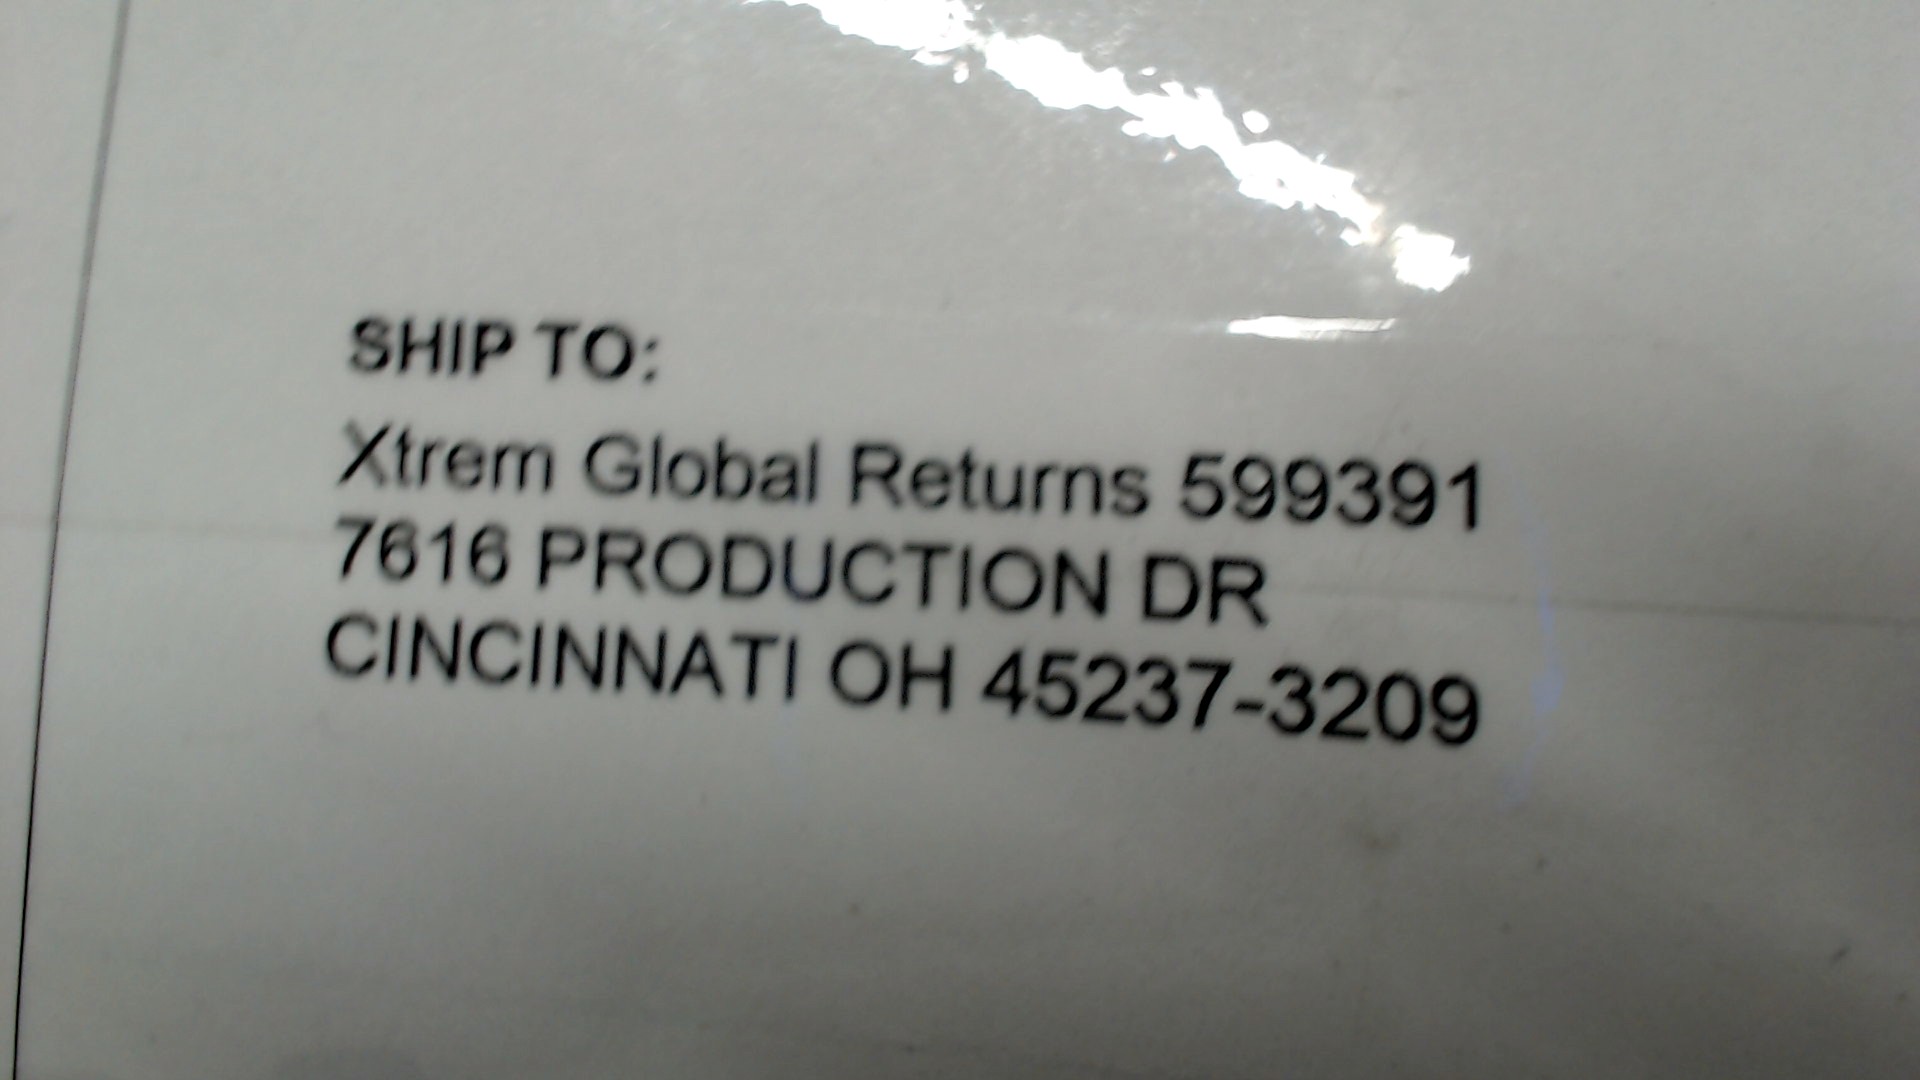 SHIP TO:
Xtrem Global Returns 599391
7616 PRODUCTION DR
CINCINNATI OH 45237-3209